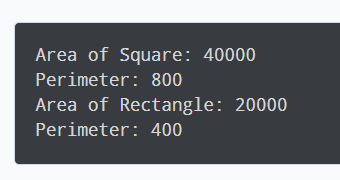 Area of Square: 40000
Perimeter: 800
Area of Rectangle: 20000
Perimeter: 400